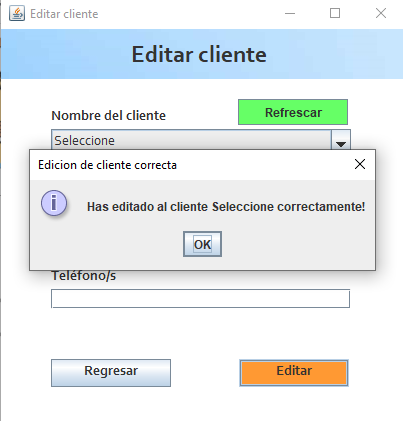 Editar cliente
Editar cliente
Nombre del cliente
Refrescar
Seleccione
Edicion de cliente correcta
Has editado al cliente Seleccione correctamente!
OK
Teléfono/s
Regresar
Editar